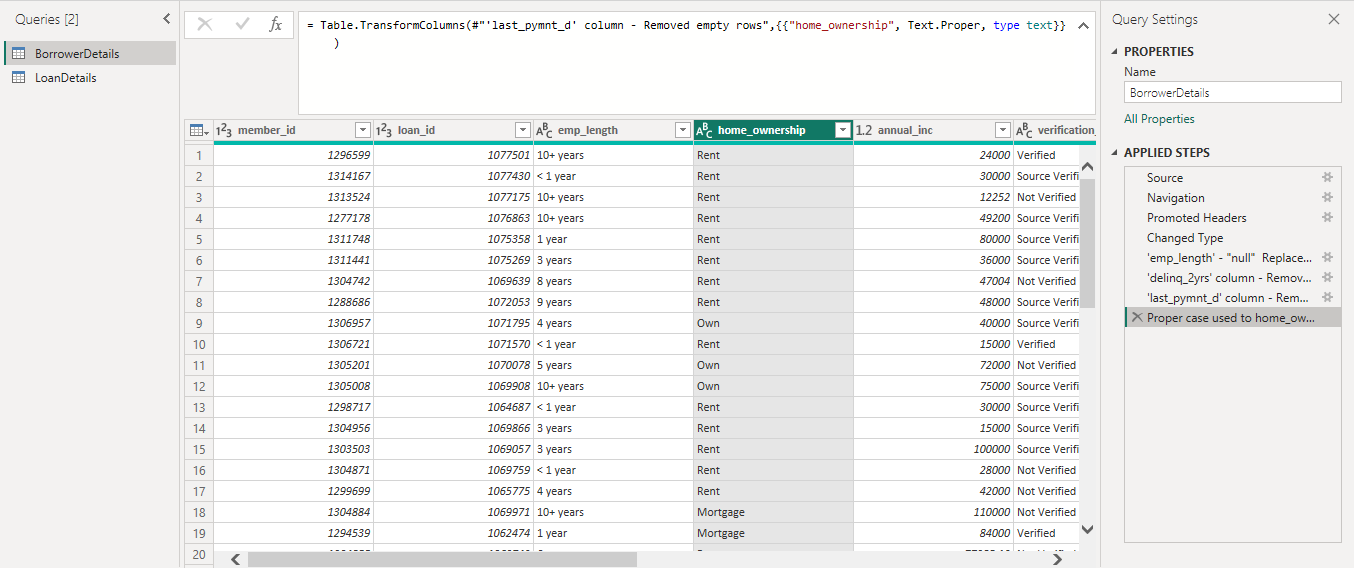 Queries [2]
BorrowerDetails
LoanDetails
= Table.TransformColumns(#"'last_pymnt_d' column - Removed empty rows",{{"home_ownership", Text.Proper, type text}}
)
member_id loan_id emp_length home_ownership annual_inc verification_
1 1296599 1077501 10+ years Rent 24000 Verified
2 1314167 1077430 < 1 year Rent 30000 Source Verifi
3 1313524 1077175 10+ years Rent 12252 Not Verified
4 1277178 1076863 10+ years Rent 49200 Source Verifi
5 1311748 1075358 1 year Rent 80000 Source Verifi
6 1311441 1075269 3 years Rent 36000 Source Verifi
7 1304742 1069639 8 years Rent 47004 Not Verified
8 1288686 1072053 9 years Rent 48000 Source Verifi
9 1306957 1071795 4 years Own 40000 Source Verifi
10 1306721 1071570 < 1 year Rent 15000 Verified
11 1305201 1070078 5 years Own 72000 Not Verified
12 1305008 1069908 10+ years Own 75000 Source Verifi
13 1298717 1064687 < 1 year Rent 30000 Source Verifi
14 1304956 1069866 3 years Rent 15000 Source Verifi
15 1303503 1069057 3 years Rent 100000 Source Verifi
16 1304871 1069759 < 1 year Rent 28000 Not Verified
17 1299699 1065775 4 years Rent 42000 Not Verified
18 1304884 1069971 10+ years Mortgage 110000 Not Verified
19 1294539 1062474 1 year Mortgage 84000 Verified
20
Query Settings
PROPERTIES
Name
BorrowerDetails
All Properties
APPLIED STEPS
Source
Navigation
Promoted Headers
Changed Type
'emp_length' - "null" Replace...
'delinq_2yrs' column - Remov...
'last_pymnt_d' column - Rem...
Proper case used to home_ow...